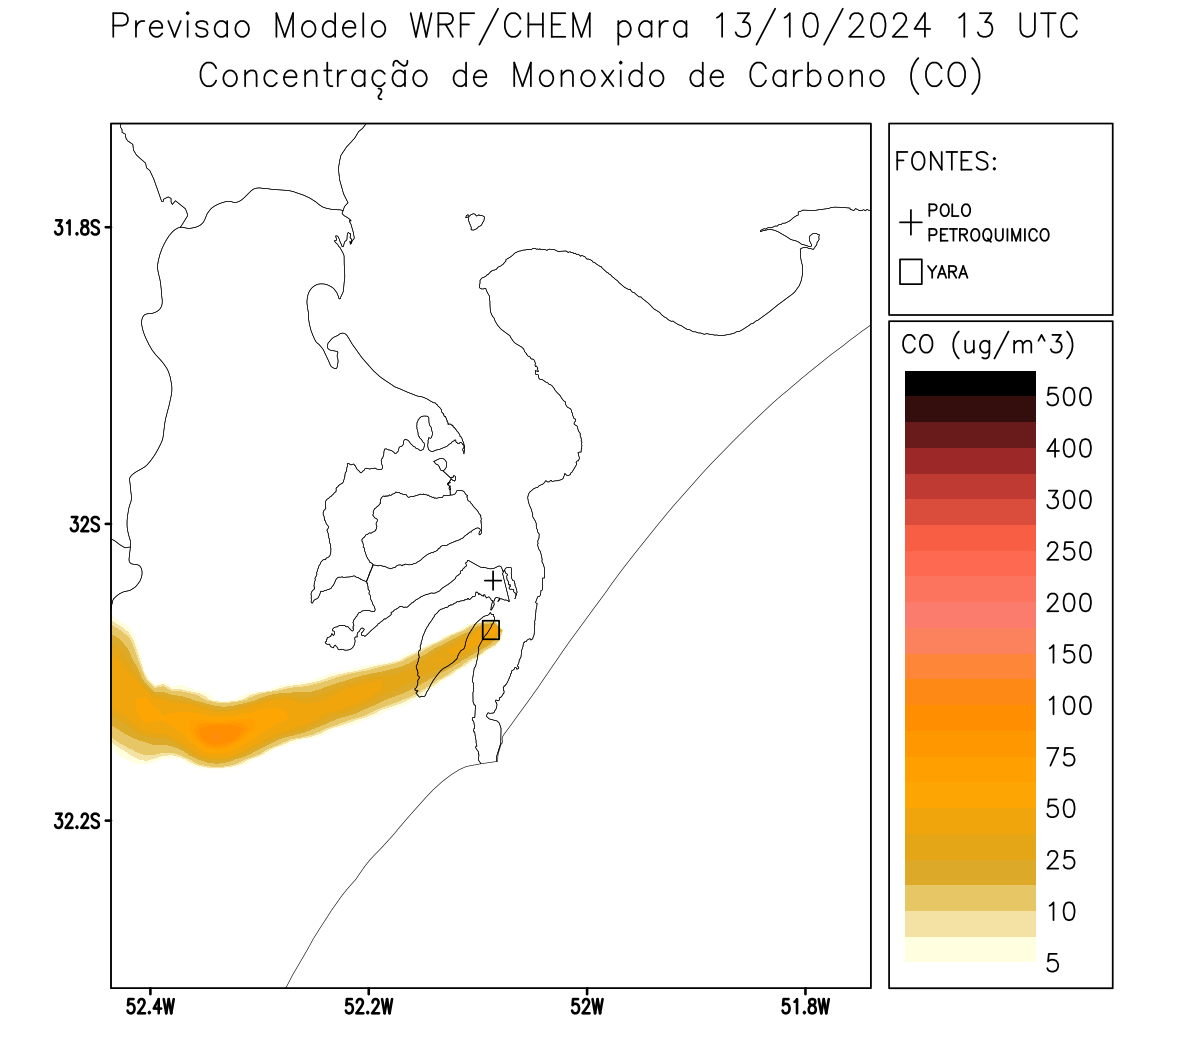 Previsao Modelo WRF/CHEM para 13/10/2024 13 UTC
Concentração de Monoxido de Carbono (CO)
FONTES:
POLO
PETROQUIMICO
YARA
CO (ug/m^3)
500
400
300
250
200
150
100
75
50
25
10
5
31.8S
32S
32.2S
52.4W 52.2W 52W 51.8W